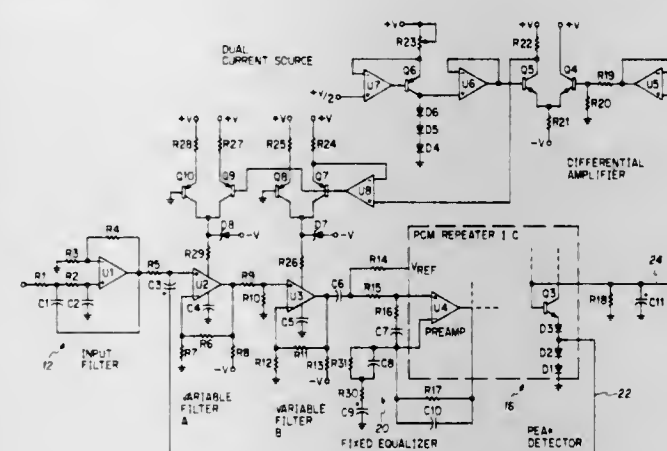 +V
R23
DUAL
CURRENT SOURCE
Q6
R22
+V
+V
Q5
Q4
R19
U7
U6
U5
+V/2
D6
D5
D4
R20
R21
-V
DIFFERENTIAL
AMPLIFIER
+V
+V
+V
+V
R28
R27
R25
R24
Q10
Q9
Q8
Q7
U8
D8
-V
D7
-V
R29
R26
PCM REPEATER I C
R4
R3
R1
R2
U1
R5
C3
C1
C2
U2
R9
R10
C4
U3
C5
C6
R14
VREF
R15
R16
C7
U4
PREAMP
Q3
D3
D2
D1
R18
24
C11
12
INPUT
FILTER
R7
R6
R8
-V
R12
R11
R13
-V
R31
C8
R30
C9
R17
C10
20
16
22
VARIABLE
FILTER
A
VARIABLE
FILTER
B
FIXED EQUALIZER
PEAK
DETECTOR